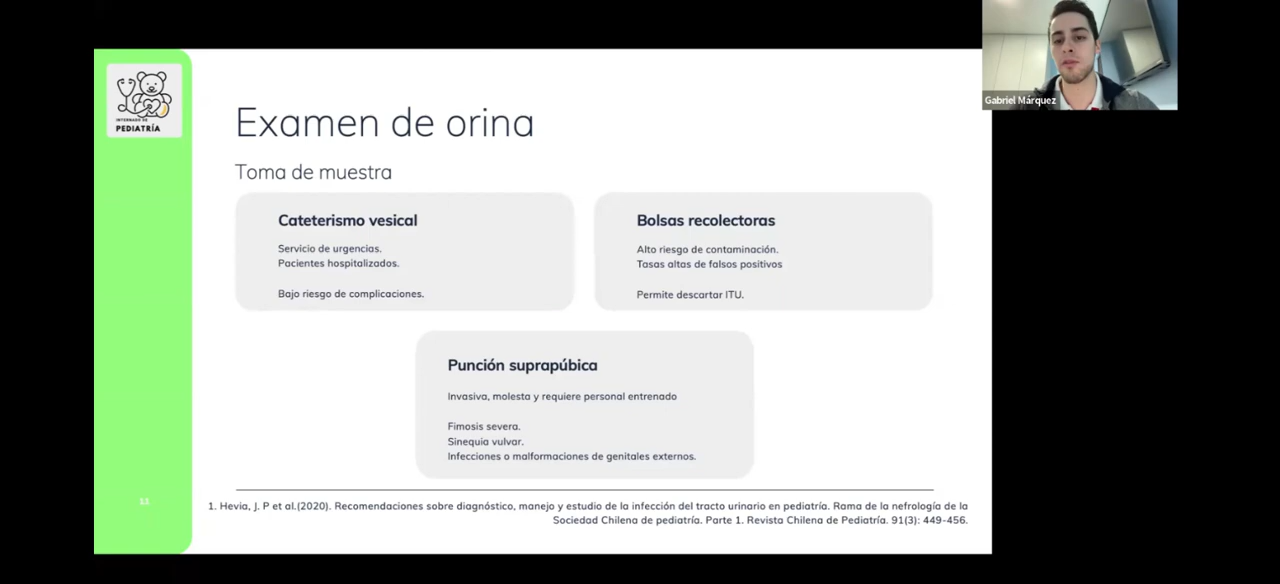 Gabriel Márquez
INTERNADO DE
PEDIATRÍA
Examen de orina
Toma de muestra
Cateterismo vesical
Servicio de urgencias.
Pacientes hospitalizados.
Bajo riesgo de complicaciones.
Bolsas recolectoras
Alto riesgo de contaminación.
Tasas altas de falsos positivos
Permite descartar ITU.
Punción suprapúbica
Invasiva, molesta y requiere personal entrenado
Fimosis severa.
Sinequia vulvar.
Infecciones o malformaciones de genitales externos.
11
1. Hevia, J. P et al.(2020). Recomendaciones sobre diagnóstico, manejo y estudio de la infección del tracto urinario en pediatría. Rama de la nefrología de la
Sociedad Chilena de pediatría. Parte 1. Revista Chilena de Pediatría. 91(3): 449-456.